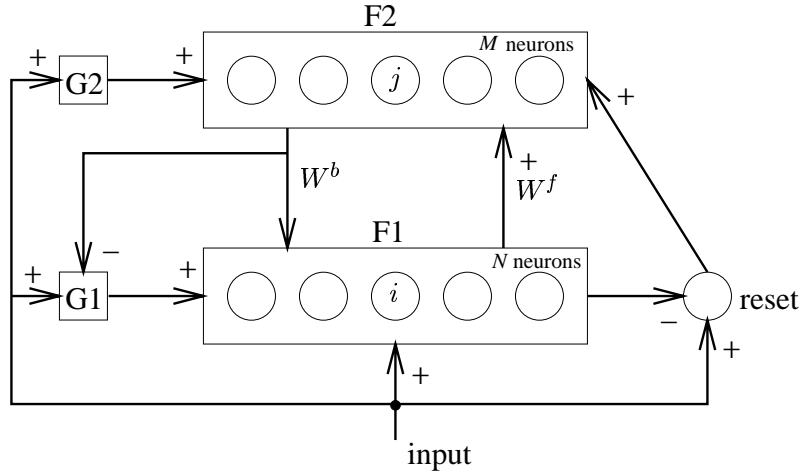 F2
M neurons
+
G2
+
j
+
W^b
+
W^f
F1
−
N neurons
+
G1
+
i
−
reset
+
+
input